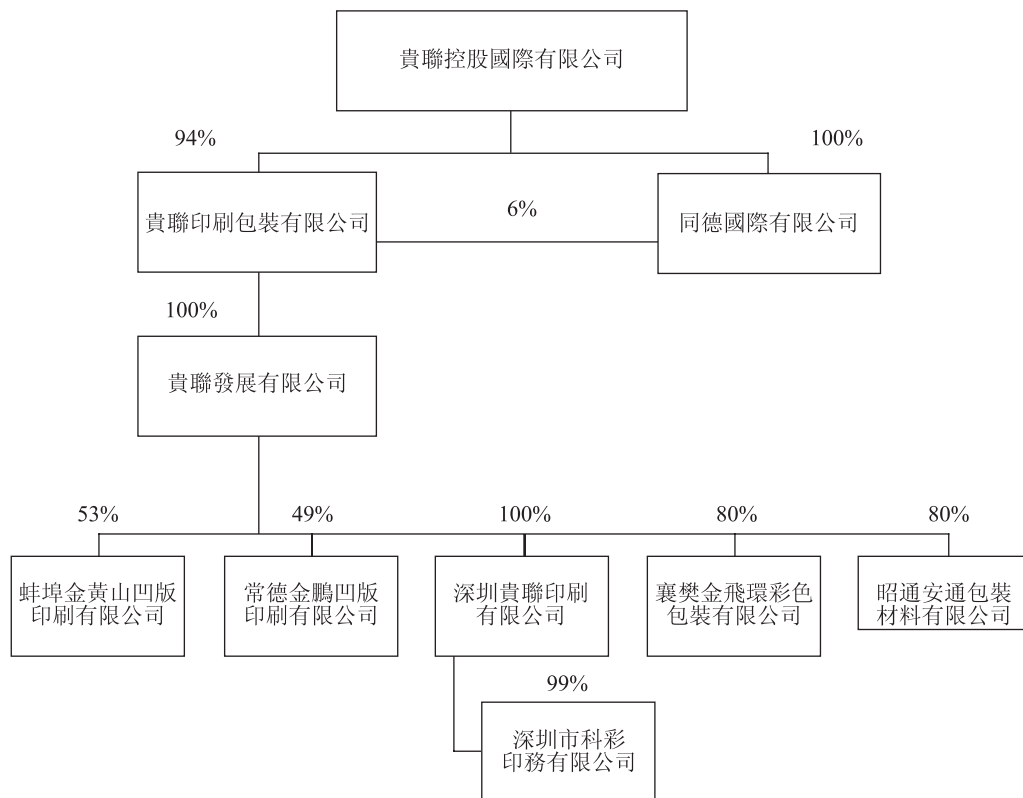 貴聯控股國際有限公司
94%
100%
貴聯印刷包裝有限公司
6%
同德國際有限公司
100%
貴聯發展有限公司
53%
49%
100%
80%
80%
蚌埠金黃山凹版
印刷有限公司
常德金鵬凹版
印刷有限公司
深圳貴聯印刷
有限公司
襄樊金飛環彩色
包裝有限公司
昭通安通包裝
材料有限公司
99%
深圳市科彩
印務有限公司